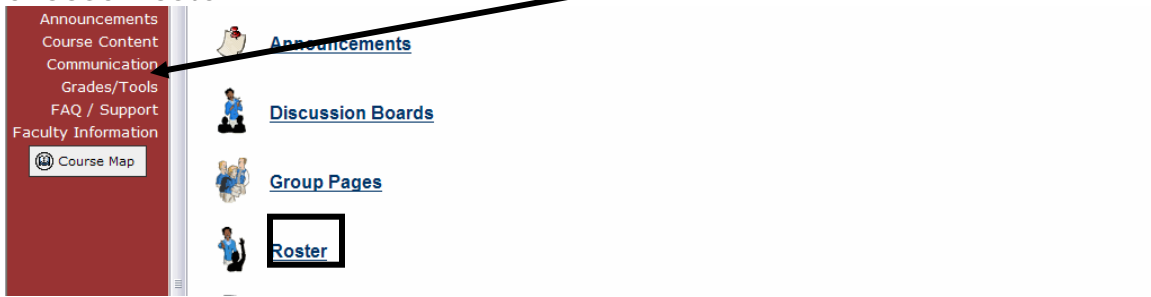 Announcements
Course Content
Communication
Grades/Tools
FAQ / Support
Faculty Information
Course Map
Announcements
Discussion Boards
Group Pages
Roster